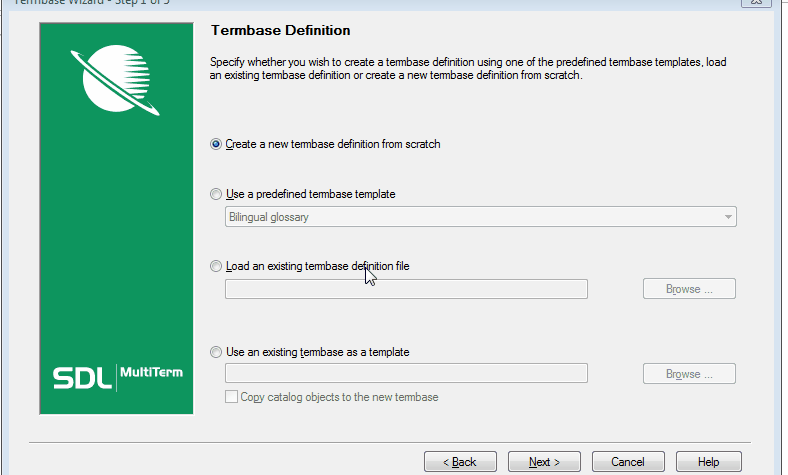 Termbase Wizard - Step 1 of 5
Termbase Definition
Specify whether you wish to create a termbase definition using one of the predefined termbase templates, load
an existing termbase definition or create a new termbase definition from scratch.
Create a new termbase definition from scratch
Use a predefined termbase template
Bilingual glossary
Load an existing termbase definition file
Browse ...
Use an existing termbase as a template
Browse ...
Copy catalog objects to the new termbase
SDL MultiTerm
< Back Next > Cancel Help